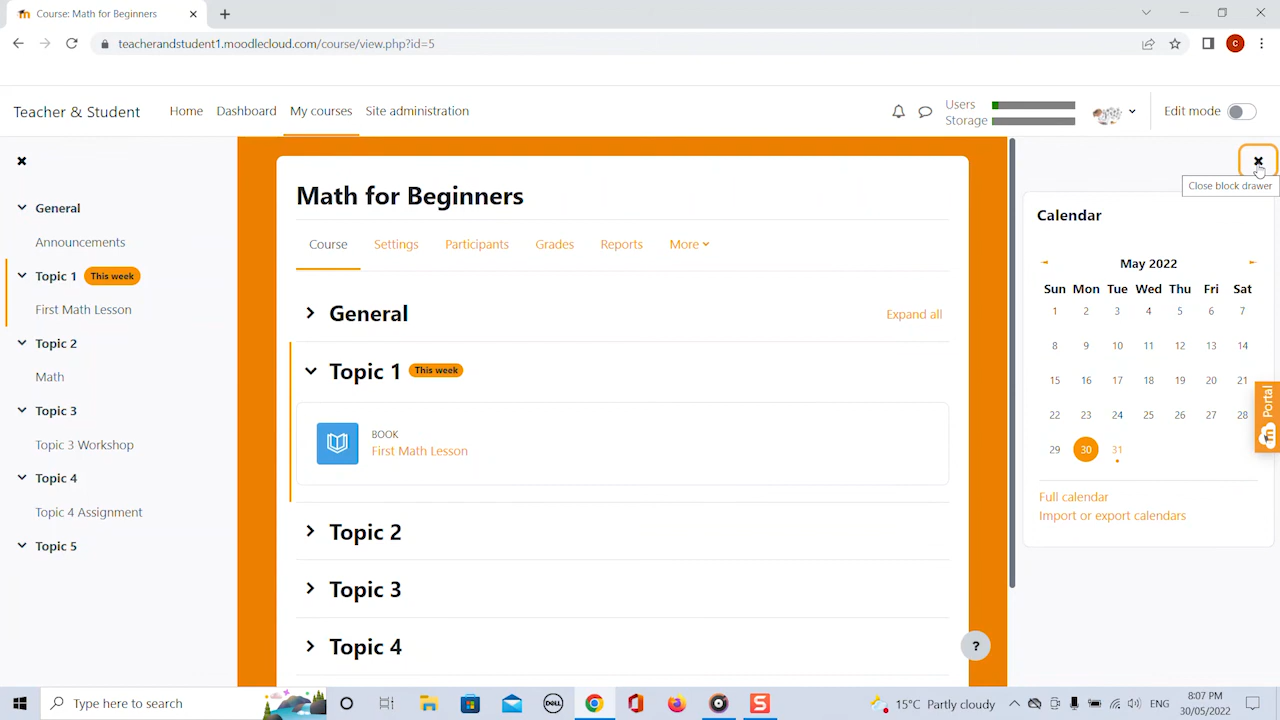 Course: Math for Beginners
teacherandstudent1.moodlecloud.com/course/view.php?id=5
C
Teacher & Student
Home
Dashboard
My courses
Site administration
Users
Storage
Edit mode
General
Announcements
Topic 1
This week
First Math Lesson
Topic 2
Math
Topic 3
Topic 3 Workshop
Topic 4
Topic 4 Assignment
Topic 5
Math for Beginners
Course
Settings
Participants
Grades
Reports
More
General
Expand all
Topic 1
This week
BOOK
First Math Lesson
Topic 2
Topic 3
Topic 4
?
Close block drawer
Calendar
May 2022
Sun Mon Tue Wed Thu Fri Sat
1 2 3 4 5 6 7
8 9 10 11 12 13 14
15 16 17 18 19 20 21
22 23 24 25 26 27 28
29 30 31
Full calendar
Import or export calendars
Portal
Type here to search
DELL
S
15°C Partly cloudy
ENG
8:07 PM
30/05/2022